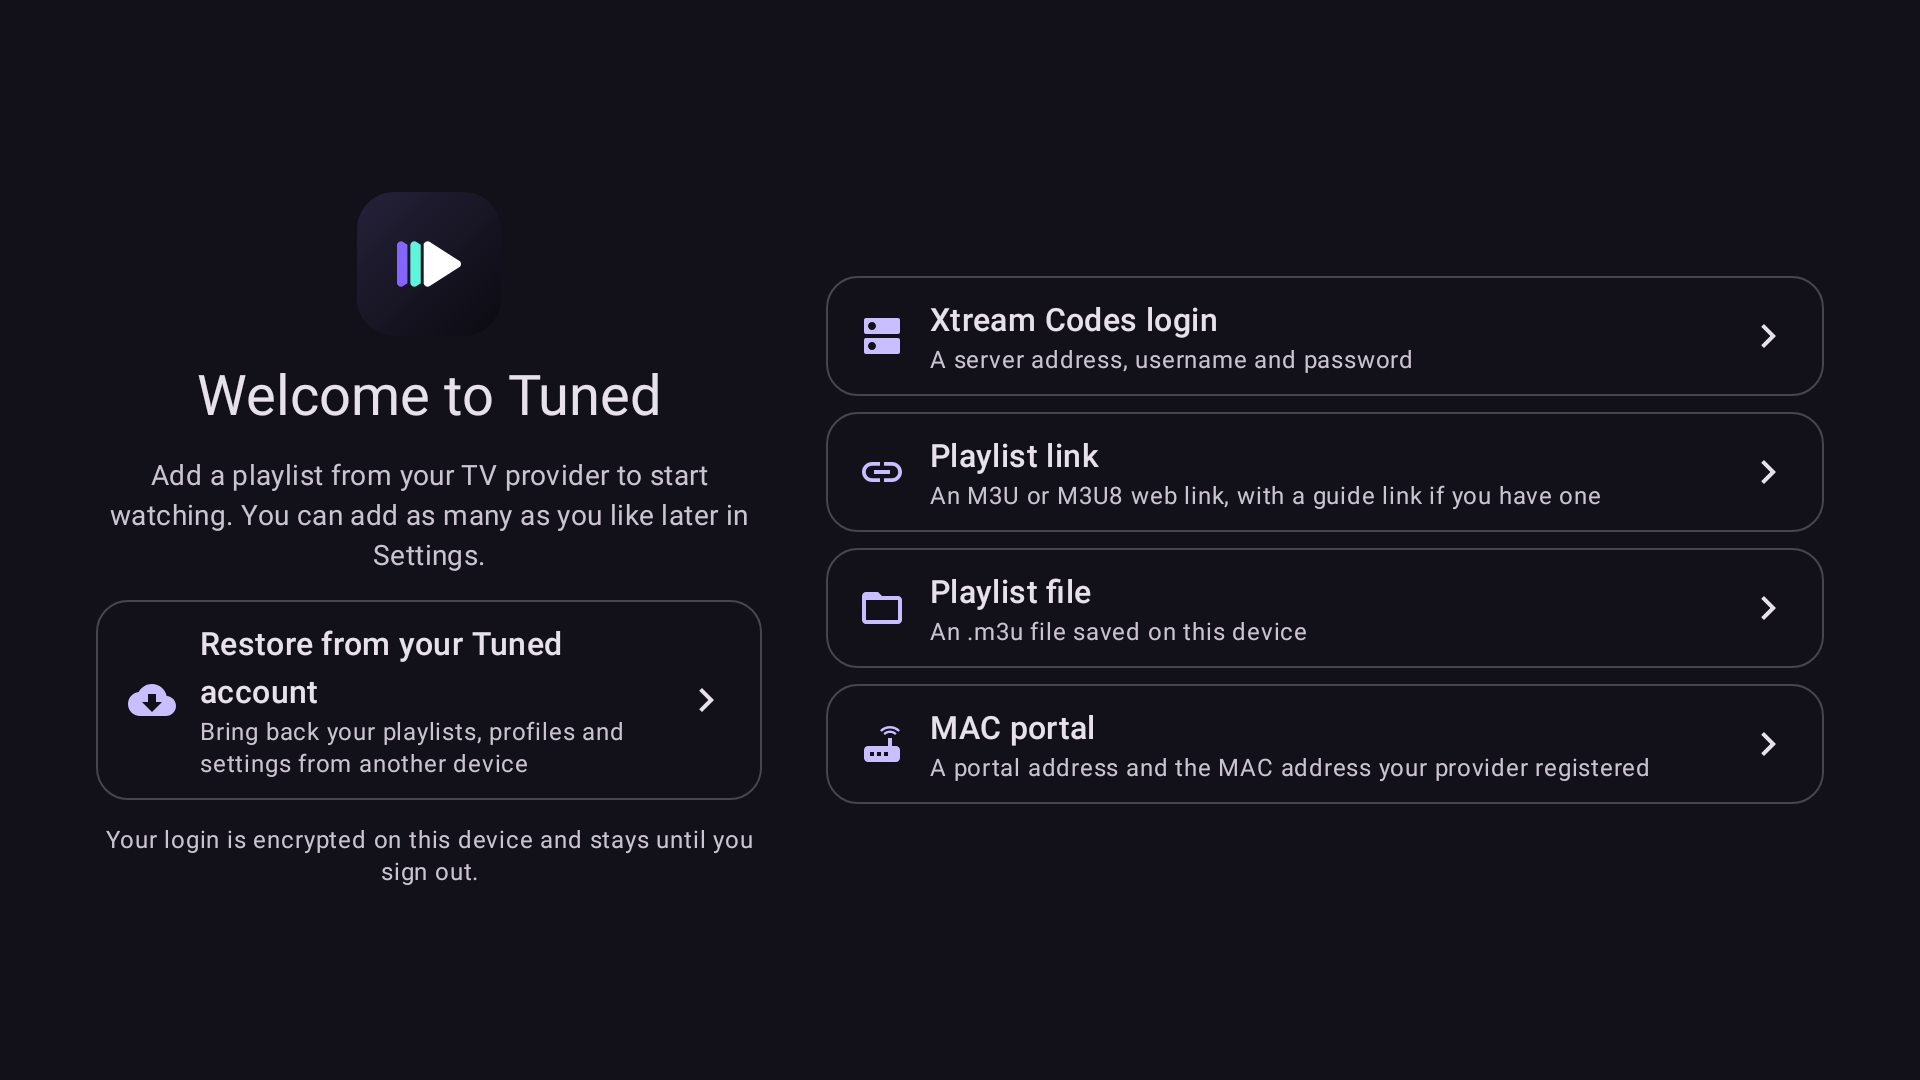 Welcome to Tuned
Add a playlist from your TV provider to start
watching. You can add as many as you like later in
Settings.
Restore from your Tuned
account
Bring back your playlists, profiles and
settings from another device
Your login is encrypted on this device and stays until you
sign out.
Xtream Codes login
A server address, username and password
Playlist link
An M3U or M3U8 web link, with a guide link if you have one
Playlist file
An .m3u file saved on this device
MAC portal
A portal address and the MAC address your provider registered